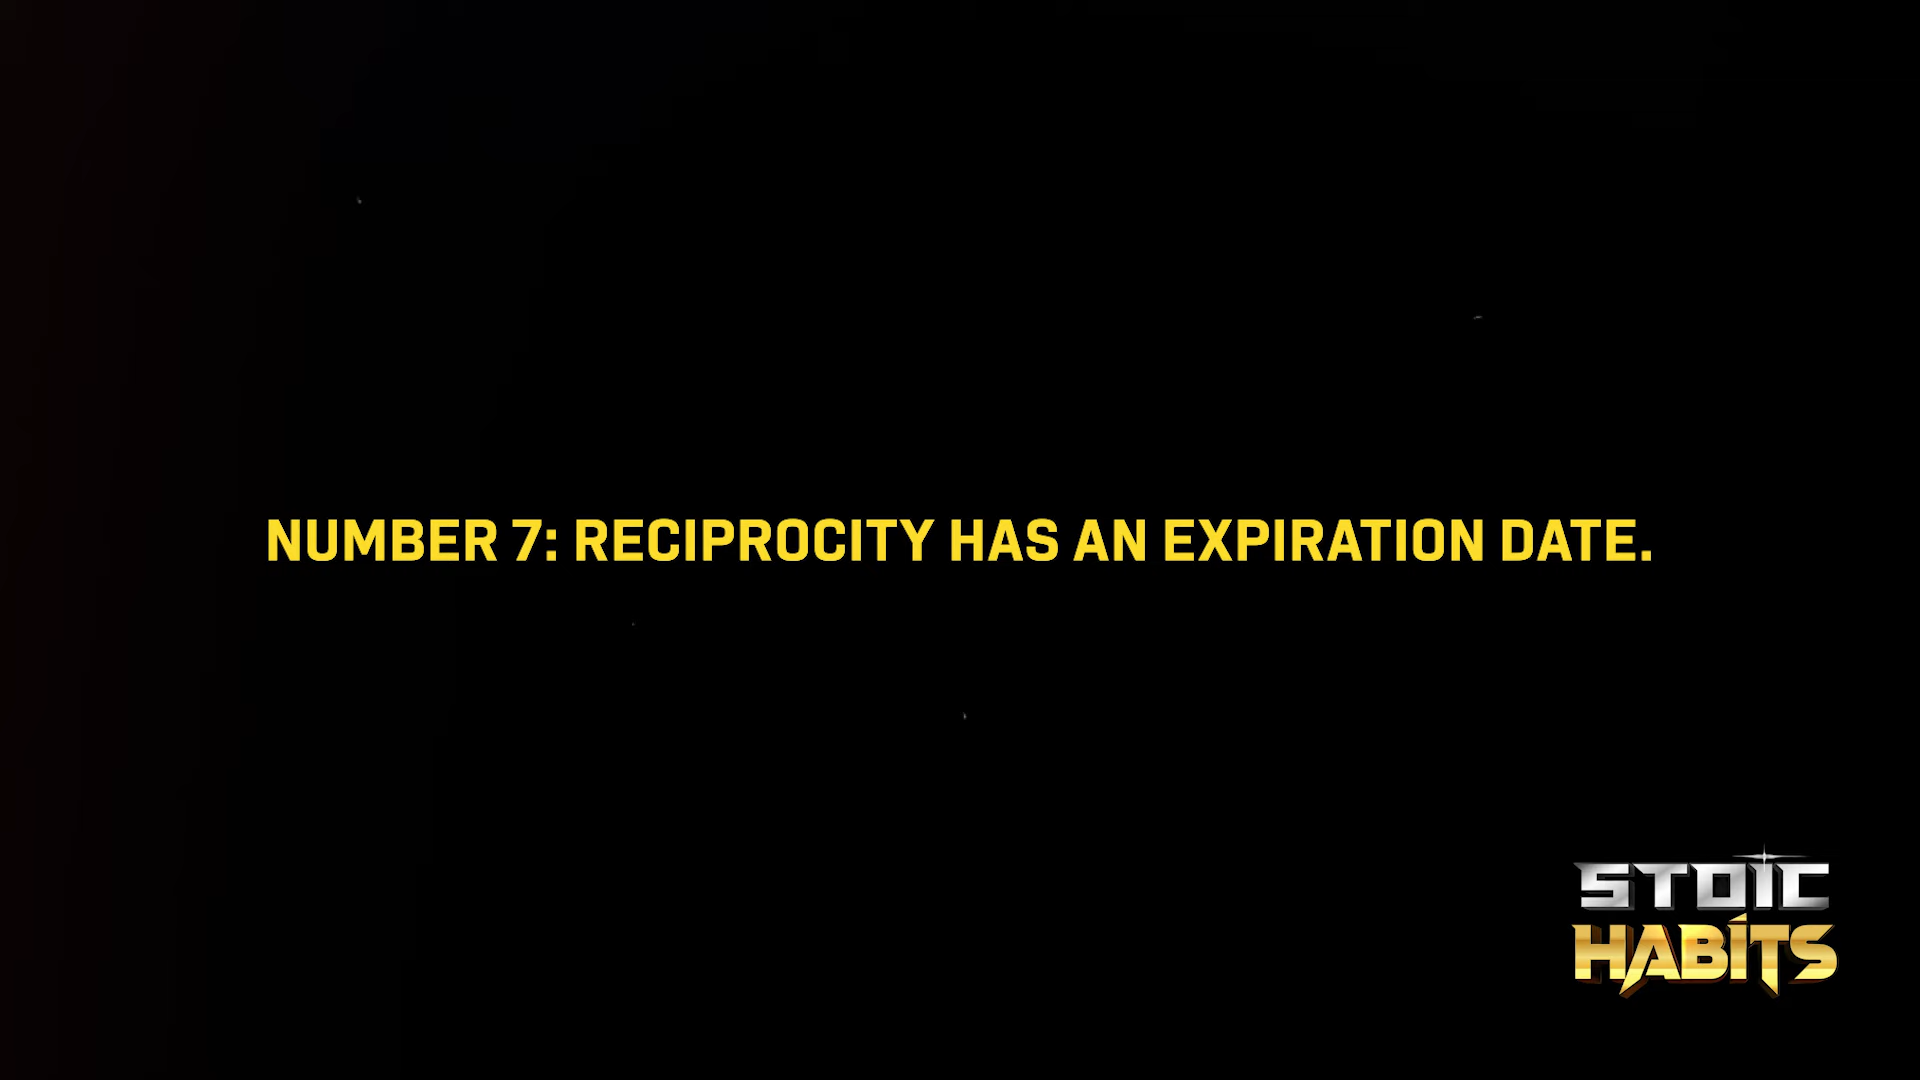 NUMBER 7: RECIPROCITY HAS AN EXPIRATION DATE.
STOIC
HABITS